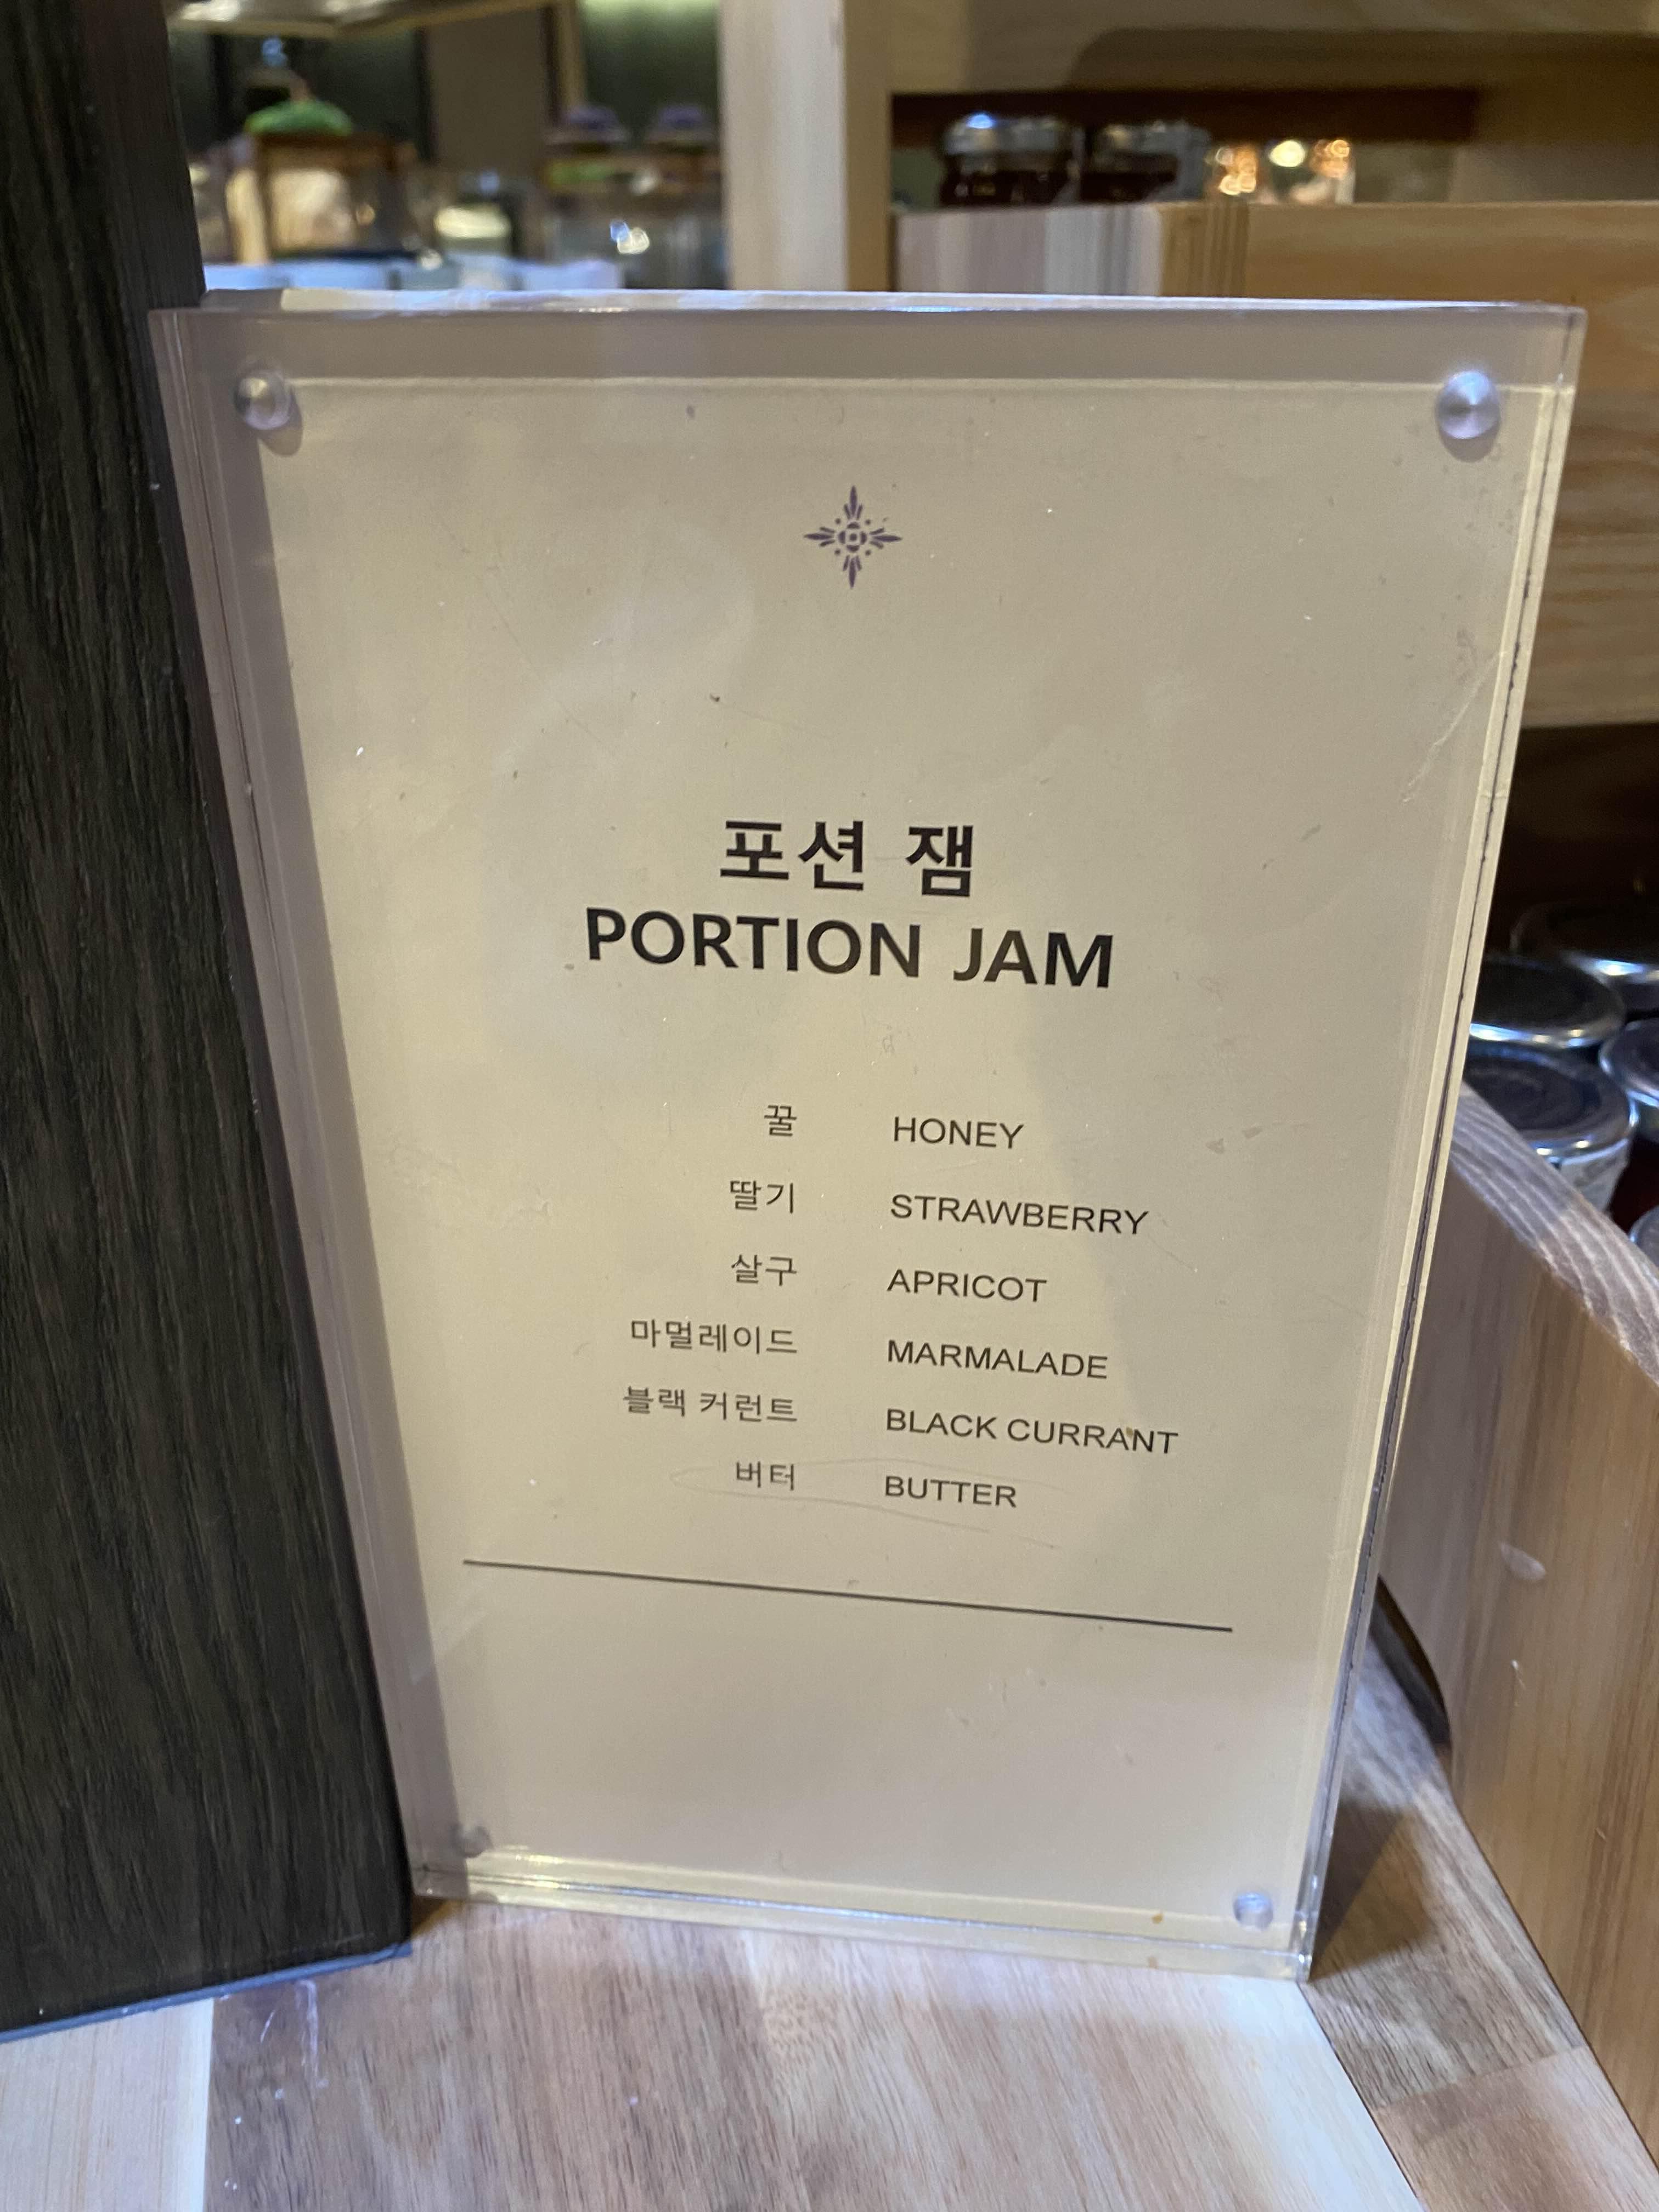 포션 잼
PORTION JAM
꿀 HONEY
딸기 STRAWBERRY
살구 APRICOT
마멀레이드 MARMALADE
블랙 커런트 BLACK CURRANT
버터 BUTTER